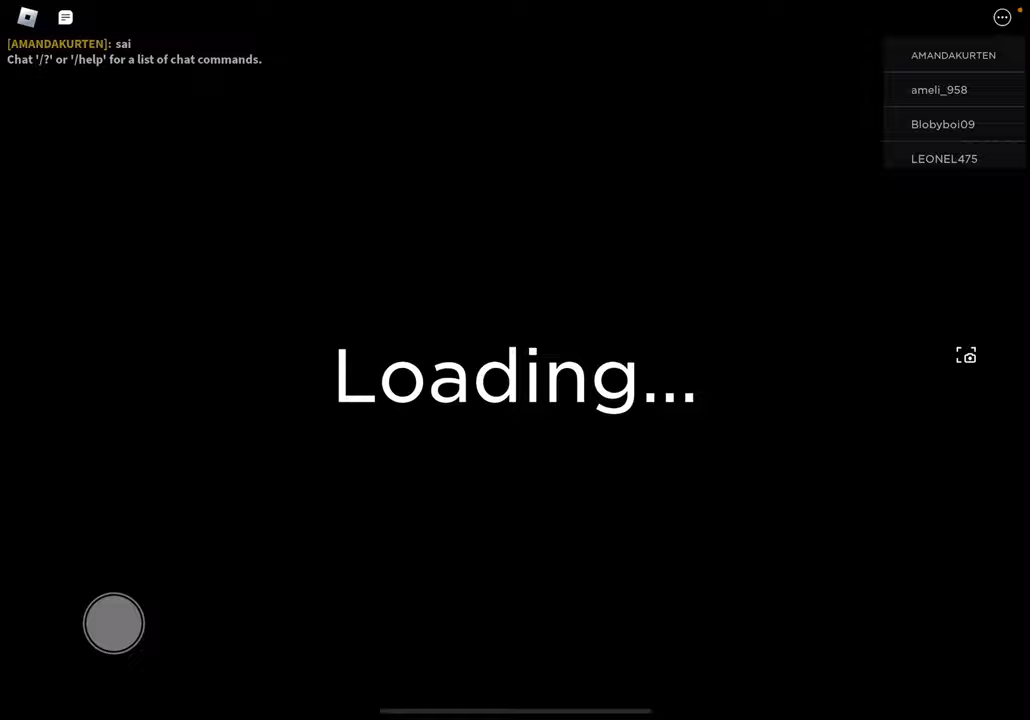 [AMANDAKURTEN]: sai
Chat '/?' or '/help' for a list of chat commands.
AMANDAKURTEN
ameli_958
Blobyboi09
LEONEL475
Loading...